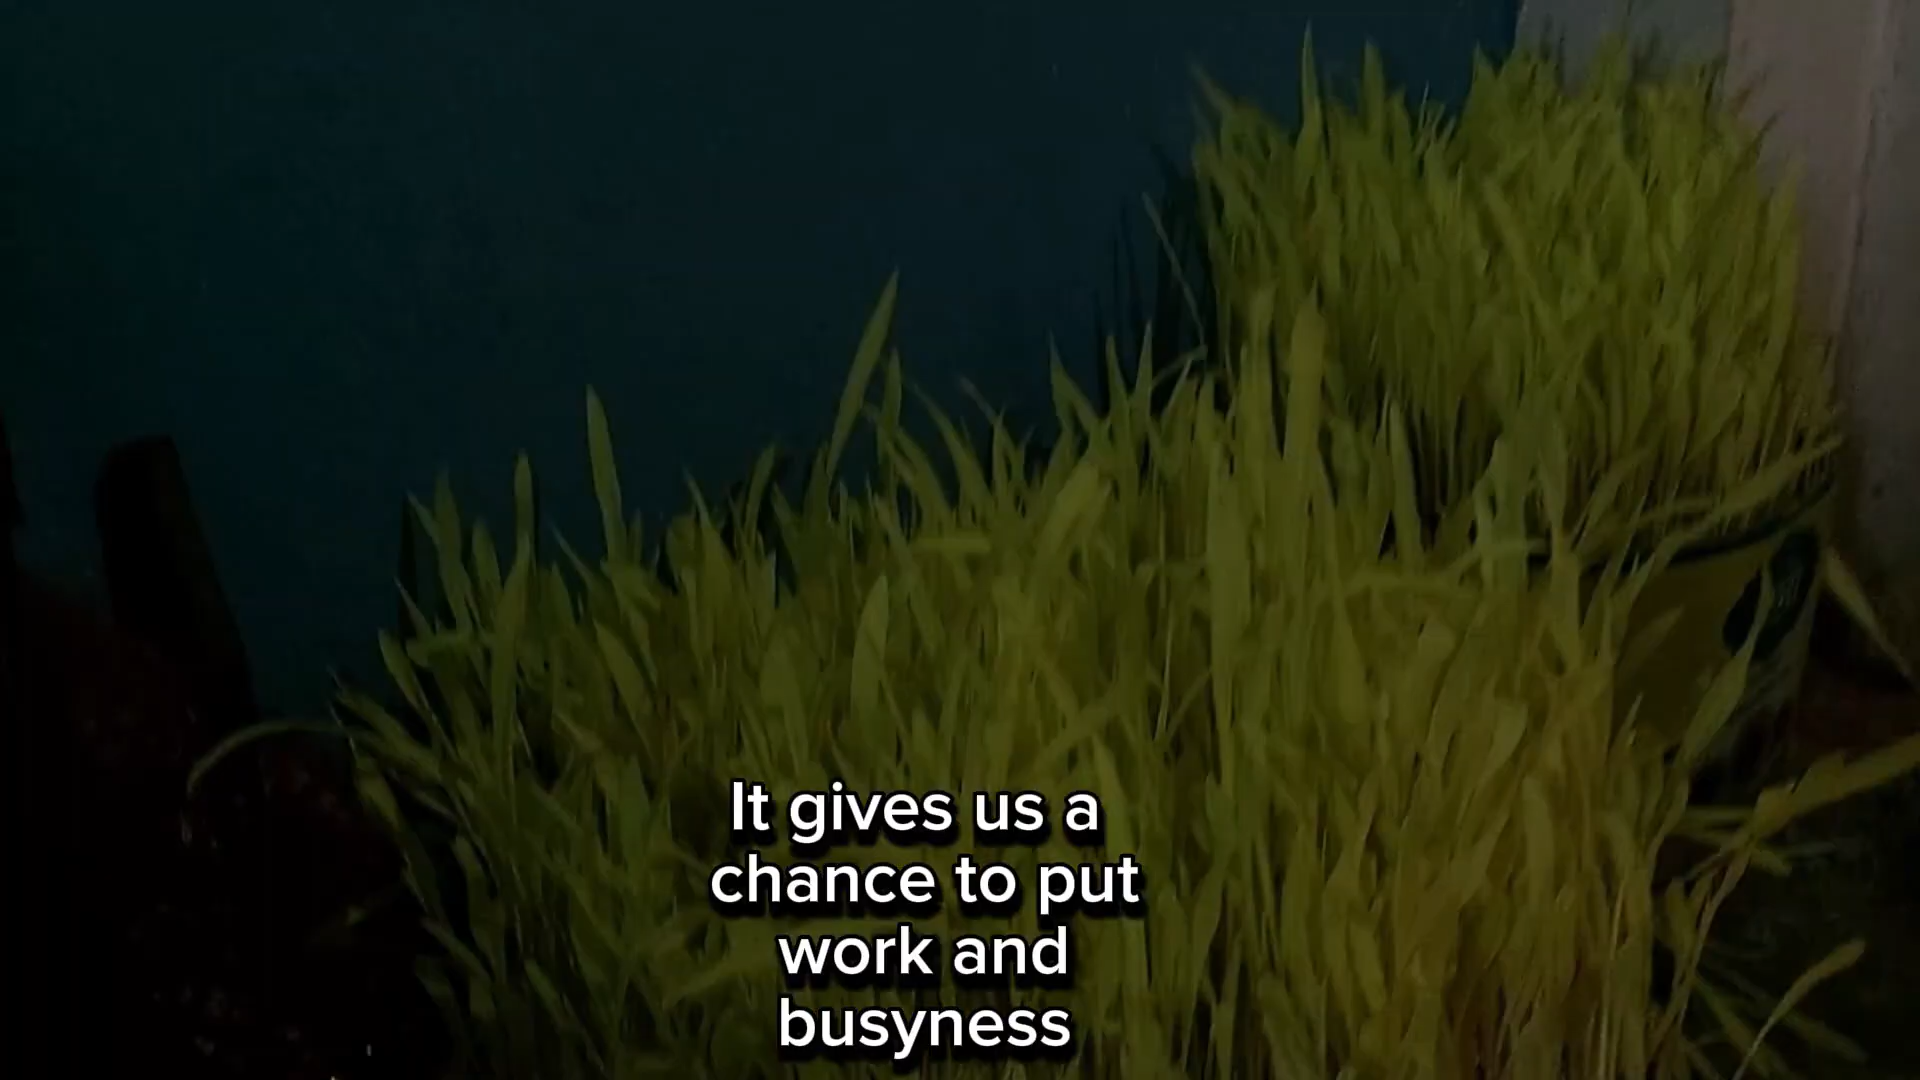 It gives us a
chance to put
work and
busyness